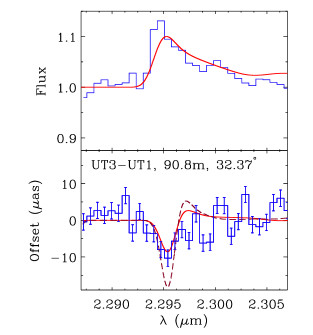 1.1
Flux
1.0
0.9
UT3−UT1, 90.8m, 32.37°
10
Offset (μas)
0
−10
2.290 2.295 2.300 2.305
λ (μm)